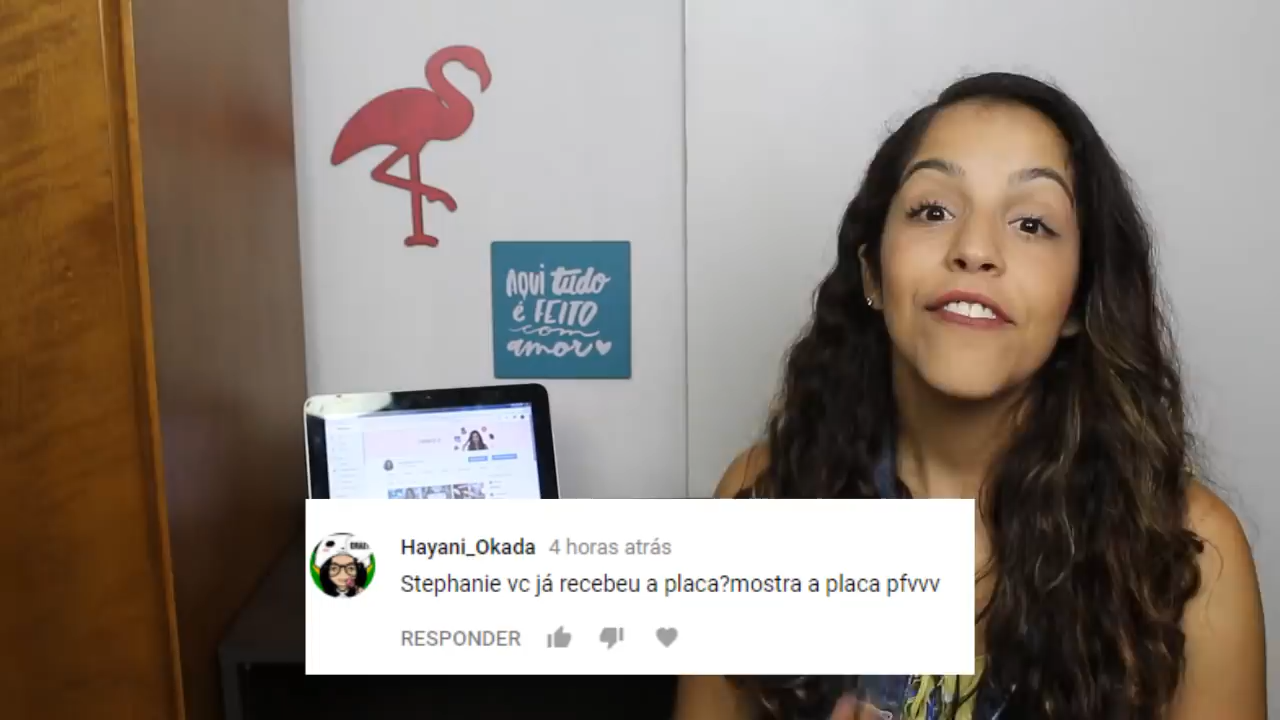 AQUI tudo
é FEITO
com
amor
Hayani_Okada 4 horas atrás
Stephanie vc já recebeu a placa?mostra a placa pfvvv
RESPONDER